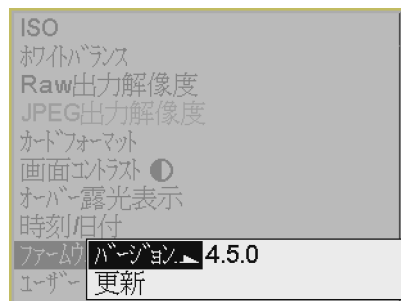 ISO
ホワイトバランス
Raw出力解像度
JPEG出力解像度
カードフォーマット
画面コントラスト
オーバー露光表示
時刻/日付
ファームウ バージョン 4.5.0
ユーザー 更新